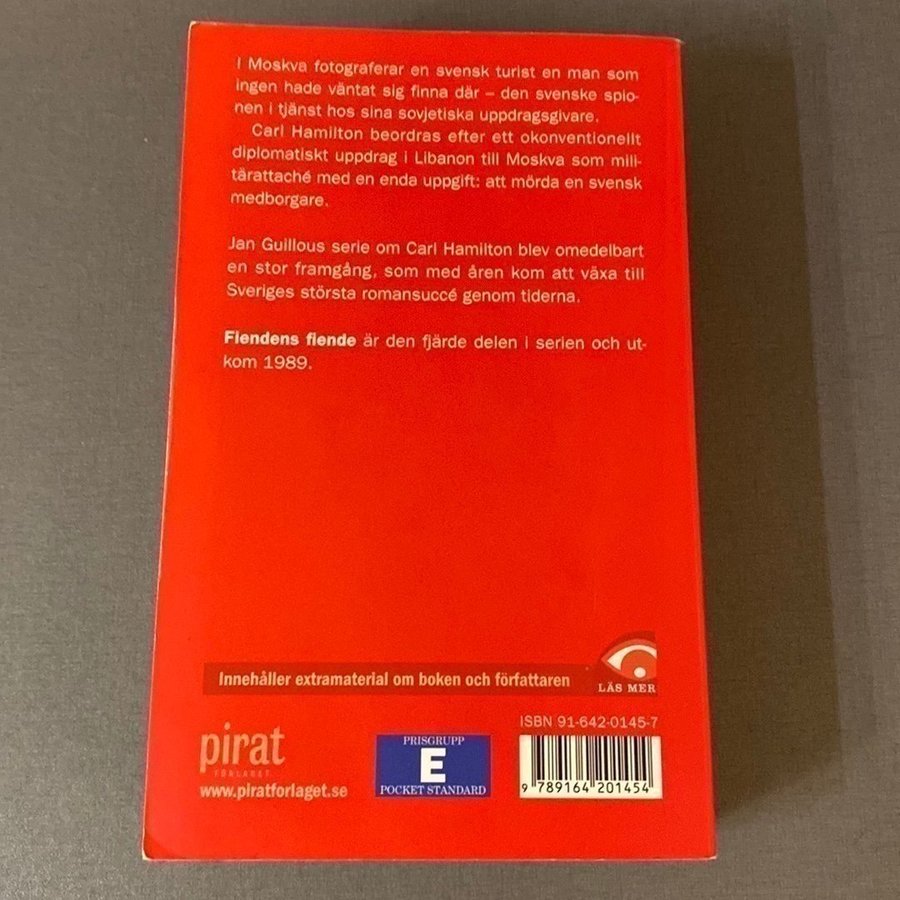 I Moskva fotograferar en svensk turist en man som
ingen hade väntat sig finna där – den svenske spio-
nen i tjänst hos sina sovjetiska uppdragsgivare.
Carl Hamilton beordras efter ett okonventionellt
diplomatiskt uppdrag i Libanon till Moskva som mili-
tärattaché med en enda uppgift: att mörda en svensk
medborgare.
Jan Guillous serie om Carl Hamilton blev omedelbart
en stor framgång, som med åren kom att växa till
Sveriges största romansuccé genom tiderna.
Fiendens fiende är den fjärde delen i serien och ut-
kom 1989.
Innehåller extramaterial om boken och författaren
LÄS MER
ISBN 91-642-0145-7
pirat
FÖRLAGET
www.piratforlaget.se
PRISGRUPP
E
POCKET STANDARD
9 789164 201454